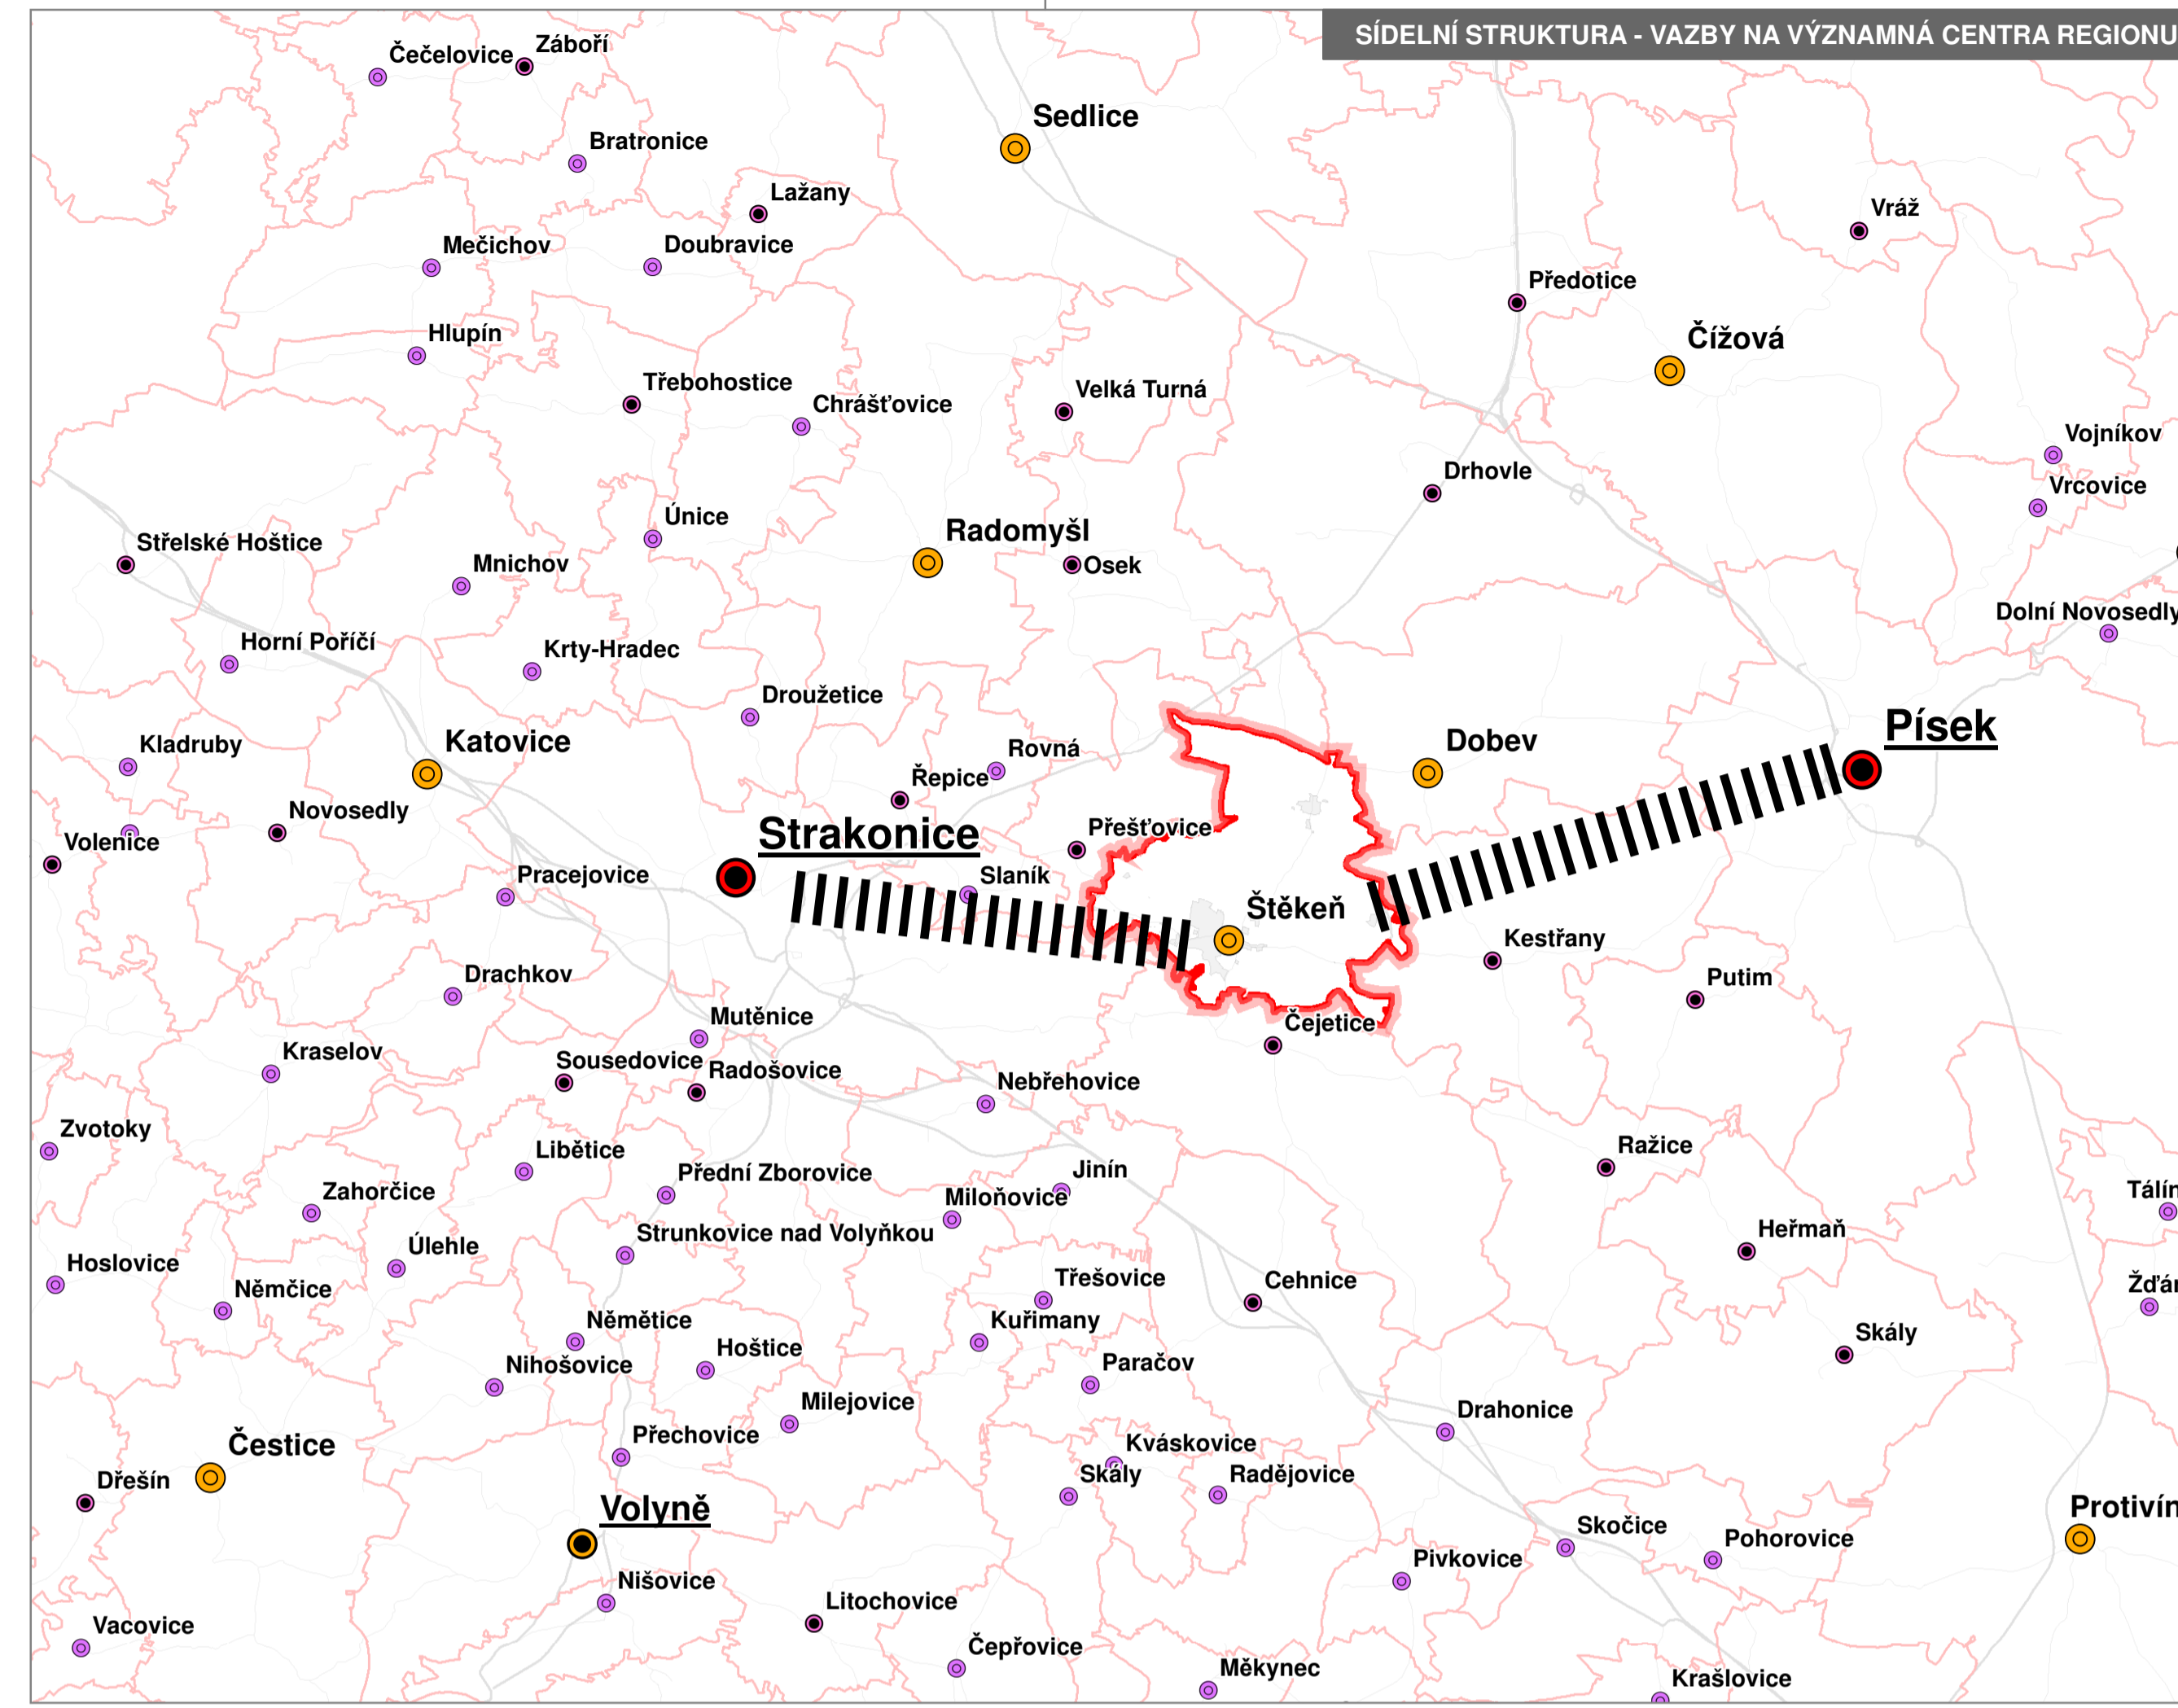 SÍDELNÍ STRUKTURA - VAZBY NA VÝZNAMNÁ CENTRA REGIONU
Čečelovice
Záboří
Sedlice
Bratronice
Lažany
Vráž
Mečichov
Doubravice
Předotice
Hlupín
Čížová
Třebohostice
Chrášťovice
Velká Turná
Vojníkov
Drhovle
Vrcovice
Únice
Radomyšl
Střelské Hoštice
Mnichov
Osek
Dolní Novosedly
Horní Poříčí
Krty-Hradec
Droužetice
Písek
Kladruby
Katovice
Rovná
Dobev
Řepice
Novosedly
Strakonice
Přešťovice
Volenice
Pracejovice
Slaník
Štěkeň
Kestřany
Drachkov
Putim
Mutěnice
Čejetice
Kraselov
Sousedovice
Radošovice
Nebřehovice
Zvotoky
Libětice
Ražice
Přední Zborovice
Jinín
Zahorčice
Miloňovice
Tálín
Strunkovice nad Volyňkou
Heřmaň
Úlehle
Hoslovice
Třešovice
Cehnice
Němčice
Žďár
Němětice
Kuřimany
Skály
Hoštice
Nihošovice
Paračov
Milejovice
Drahonice
Přechovice
Čestice
Kváskovice
Dřešín
Skály
Radějovice
Volyně
Protivín
Skočice
Pohorovice
Pivkovice
Nišovice
Litochovice
Vacovice
Čepřovice
Měkynec
Krašlovice